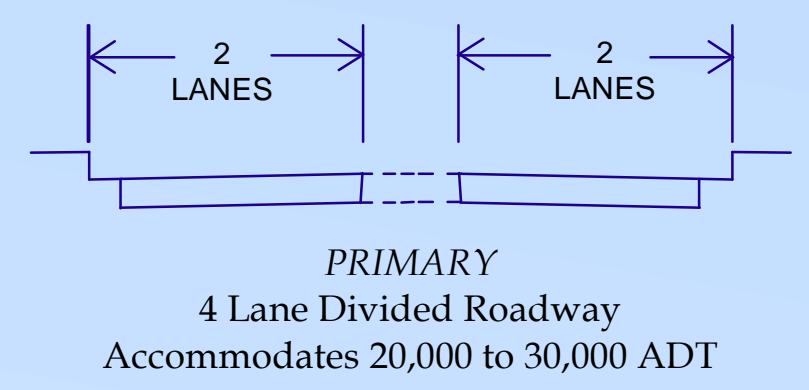 2 2
LANES LANES
PRIMARY
4 Lane Divided Roadway
Accommodates 20,000 to 30,000 ADT